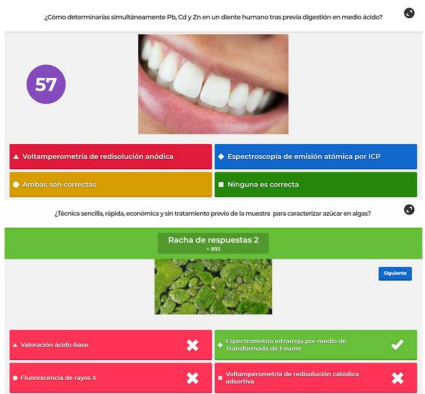 ¿Cómo determinarías simultáneamente Pb, Cd y Zn en un diente humano tras previa digestión en medio ácido?
57
Voltamperometría de redisolución anódica
Espectroscopía de emisión atómica por ICP
Ambas son correctas
Ninguna es correcta
¿Técnica sencilla, rápida, económica y sin tratamiento previo de la muestra para caracterizar azúcar en algas?
Racha de respuestas 2
+ 893
Siguiente
Valoración ácido-base
Espectrometría infrarroja por medio de
Transformada de Fourier
Fluorescencia de rayos X
Voltamperometría de redisolución catódica
adsortiva